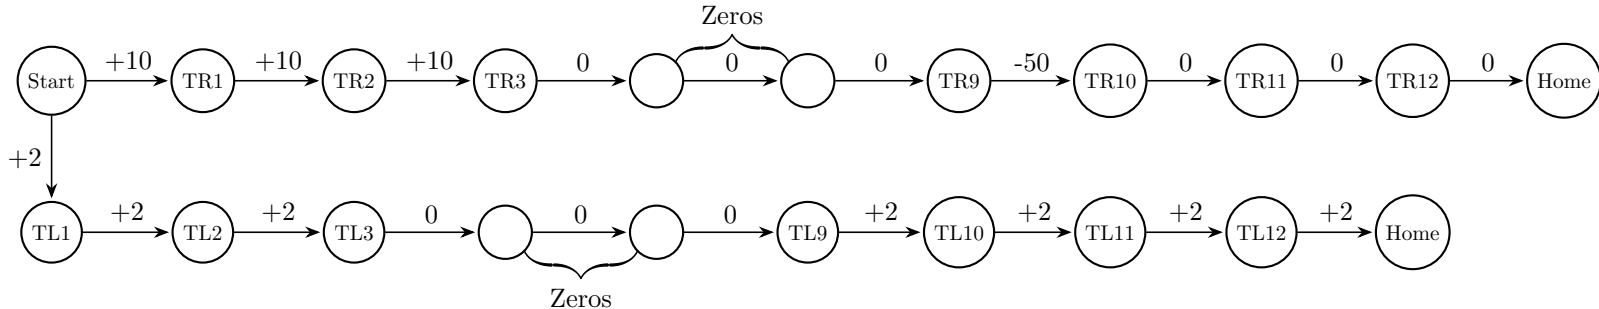 Zeros
+10 +10 +10 0 0 0 -50 0 0 0
Start TR1 TR2 TR3 TR9 TR10 TR11 TR12 Home
+2
+2 +2 0 0 0 +2 +2 +2 +2
TL1 TL2 TL3 TL9 TL10 TL11 TL12 Home
Zeros